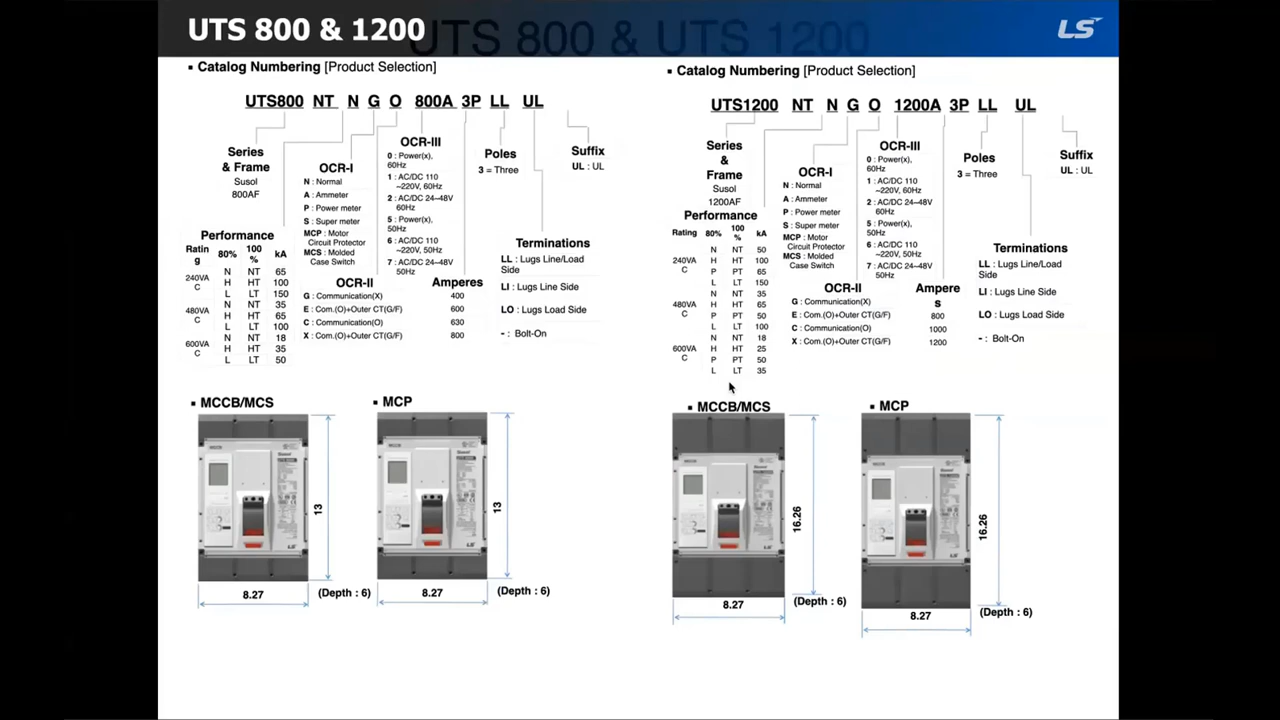 UTS 800 & 1200
UTS 800 & UTS 1200
LS
▪ Catalog Numbering [Product Selection]
UTS800 NT N G O 800A 3P LL UL
Series
& Frame
Susol
800AF
OCR-I
N : Normal
A : Ammeter
P : Power meter
S : Super meter
MCP : Motor
Circuit Protector
MCS : Molded
Case Switch
OCR-III
0 : Power(x),
60Hz
1 : AC/DC 110
~220V, 60Hz
2 : AC/DC 24~48V
60Hz
5 : Power(x),
50Hz
6 : AC/DC 110
~220V, 50Hz
7 : AC/DC 24~48V
50Hz
Poles
3 = Three
Suffix
UL : UL
Performance
Ratin
g 80% 100
% kA
240VA
C
N NT 65
H HT 100
L LT 150
480VA
C
N NT 35
H HT 65
L LT 100
600VA
C
N NT 18
H HT 35
L LT 50
OCR-II
G : Communication(X)
E : Com.(O)+Outer CT(G/F)
C : Communication(O)
X : Com.(O)+Outer CT(G/F)
Amperes
400
600
630
800
Terminations
LL : Lugs Line/Load
Side
LI : Lugs Line Side
LO : Lugs Load Side
- : Bolt-On
▪ MCCB/MCS
13
8.27
(Depth : 6)
▪ MCP
13
8.27
(Depth : 6)
▪ Catalog Numbering [Product Selection]
UTS1200 NT N G O 1200A 3P LL UL
Series
&
Frame
Susol
1200AF
OCR-I
N : Normal
A : Ammeter
P : Power meter
S : Super meter
MCP : Motor
Circuit Protector
MCS : Molded
Case Switch
OCR-III
0 : Power(x),
60Hz
1 : AC/DC 110
~220V, 60Hz
2 : AC/DC 24~48V
60Hz
5 : Power(x),
50Hz
6 : AC/DC 110
~220V, 50Hz
7 : AC/DC 24~48V
50Hz
Poles
3 = Three
Suffix
UL : UL
Performance
Rating 80% 100
% kA
240VA
C
N NT 50
H HT 100
P PT 65
L LT 150
480VA
C
N NT 35
H HT 65
P PT 50
L LT 100
600VA
C
N NT 18
H HT 25
P PT 50
L LT 35
OCR-II
G : Communication(X)
E : Com.(O)+Outer CT(G/F)
C : Communication(O)
X : Com.(O)+Outer CT(G/F)
Ampere
s
800
1000
1200
Terminations
LL : Lugs Line/Load
Side
LI : Lugs Line Side
LO : Lugs Load Side
- : Bolt-On
▪ MCCB/MCS
16.26
8.27
(Depth : 6)
▪ MCP
16.26
8.27
(Depth : 6)